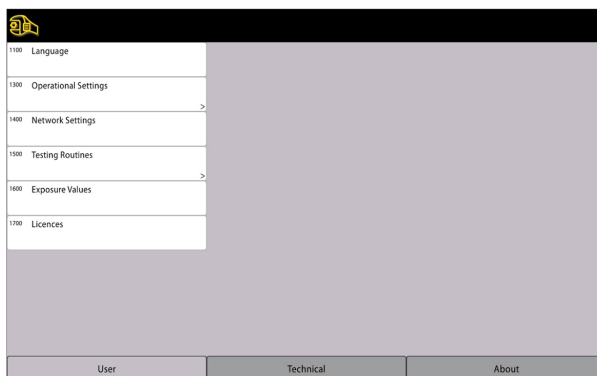 1100 Language
1300 Operational Settings
>
1400 Network Settings
1500 Testing Routines
>
1600 Exposure Values
1700 Licences
User Technical About